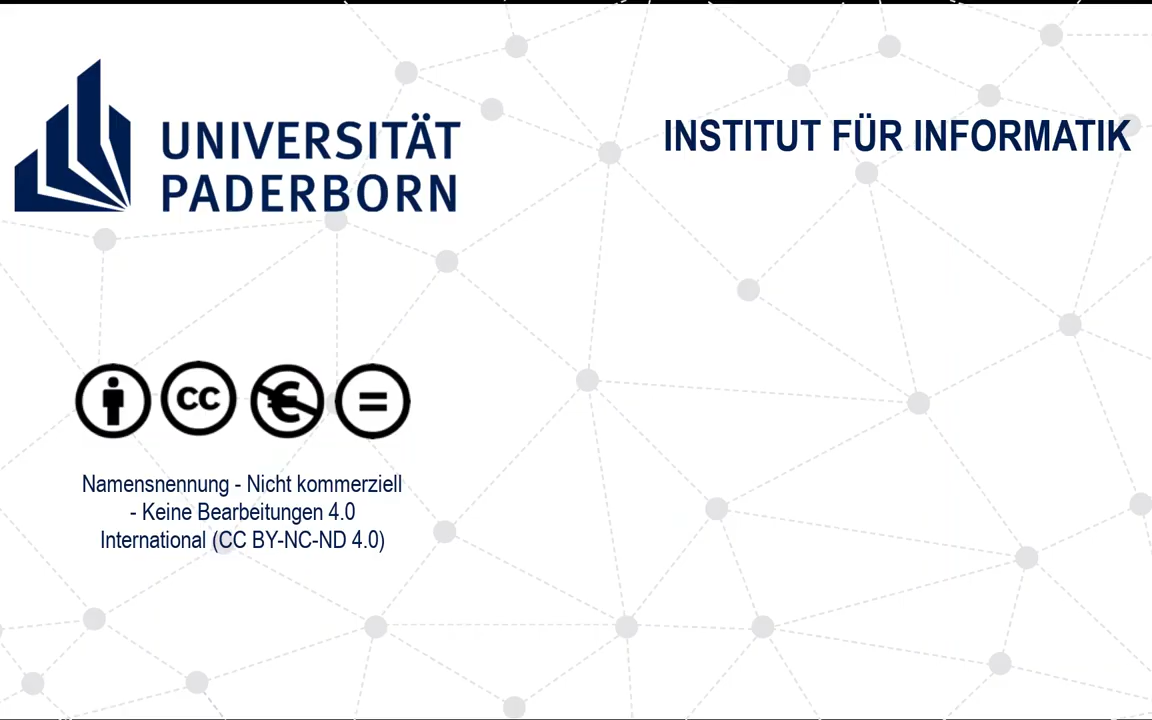 UNIVERSITÄT
PADERBORN
INSTITUT FÜR INFORMATIK
cc
€
=
Namensnennung - Nicht kommerziell
- Keine Bearbeitungen 4.0
International (CC BY-NC-ND 4.0)